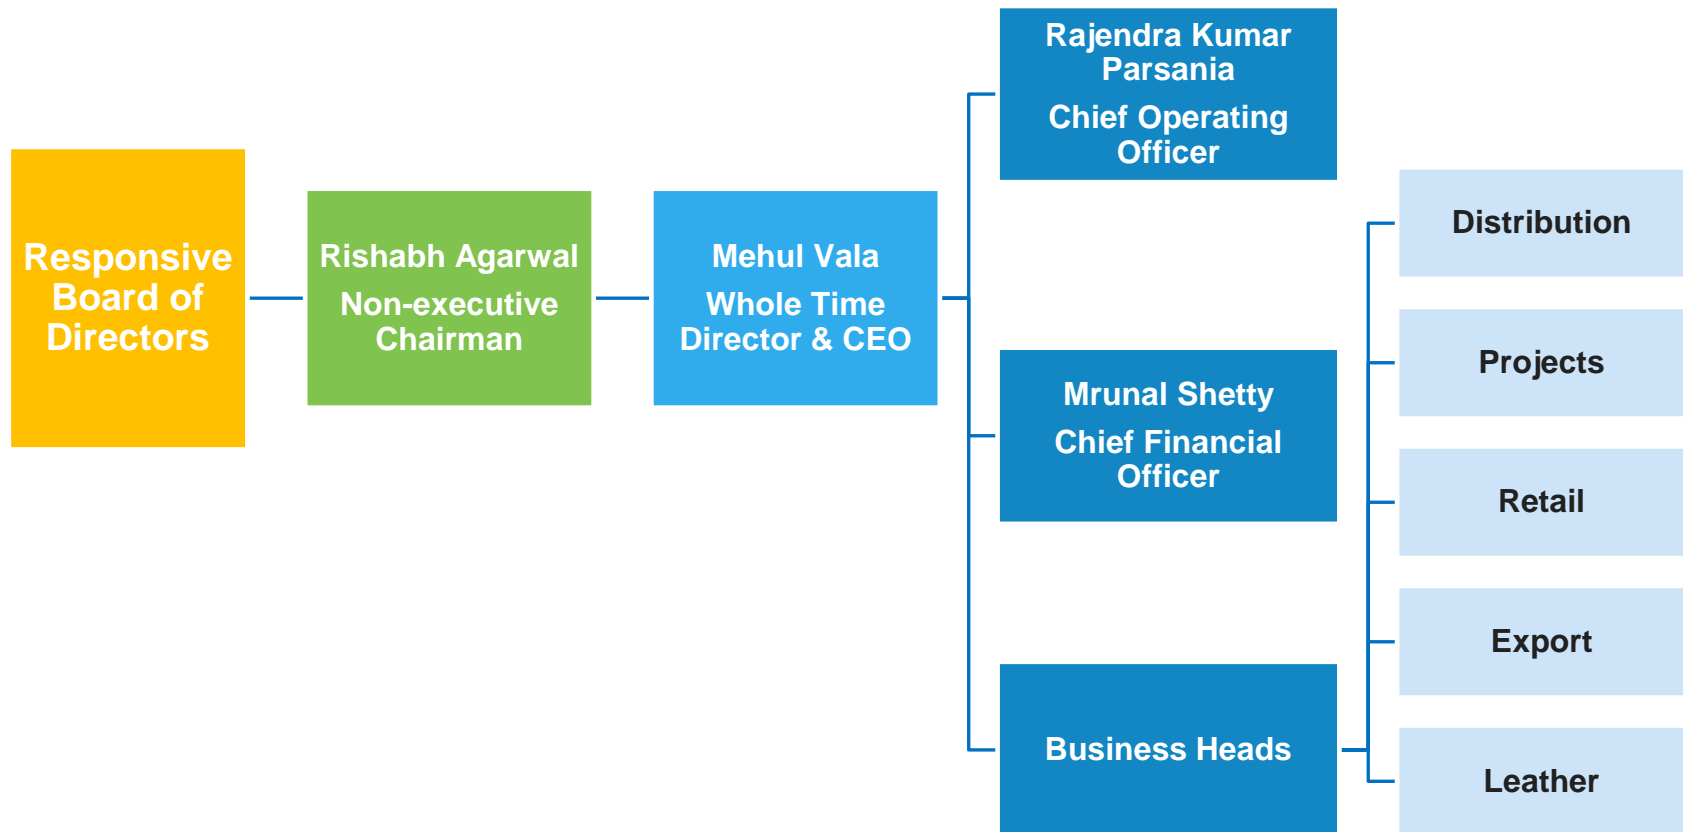 Responsive
Board of
Directors
Rishabh Agarwal
Non-executive
Chairman
Mehul Vala
Whole Time
Director & CEO
Rajendra Kumar
Parsania
Chief Operating
Officer
Mrunal Shetty
Chief Financial
Officer
Business Heads
Distribution
Projects
Retail
Export
Leather